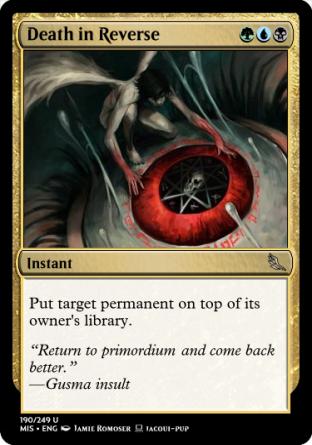 Death in Reverse
Instant
Put target permanent on top of its
owner's library.
“Return to primordium and come back
better.”
—Gusma insult
190/249 U
MIS • ENG Jamie Romoser Jacqui-pup